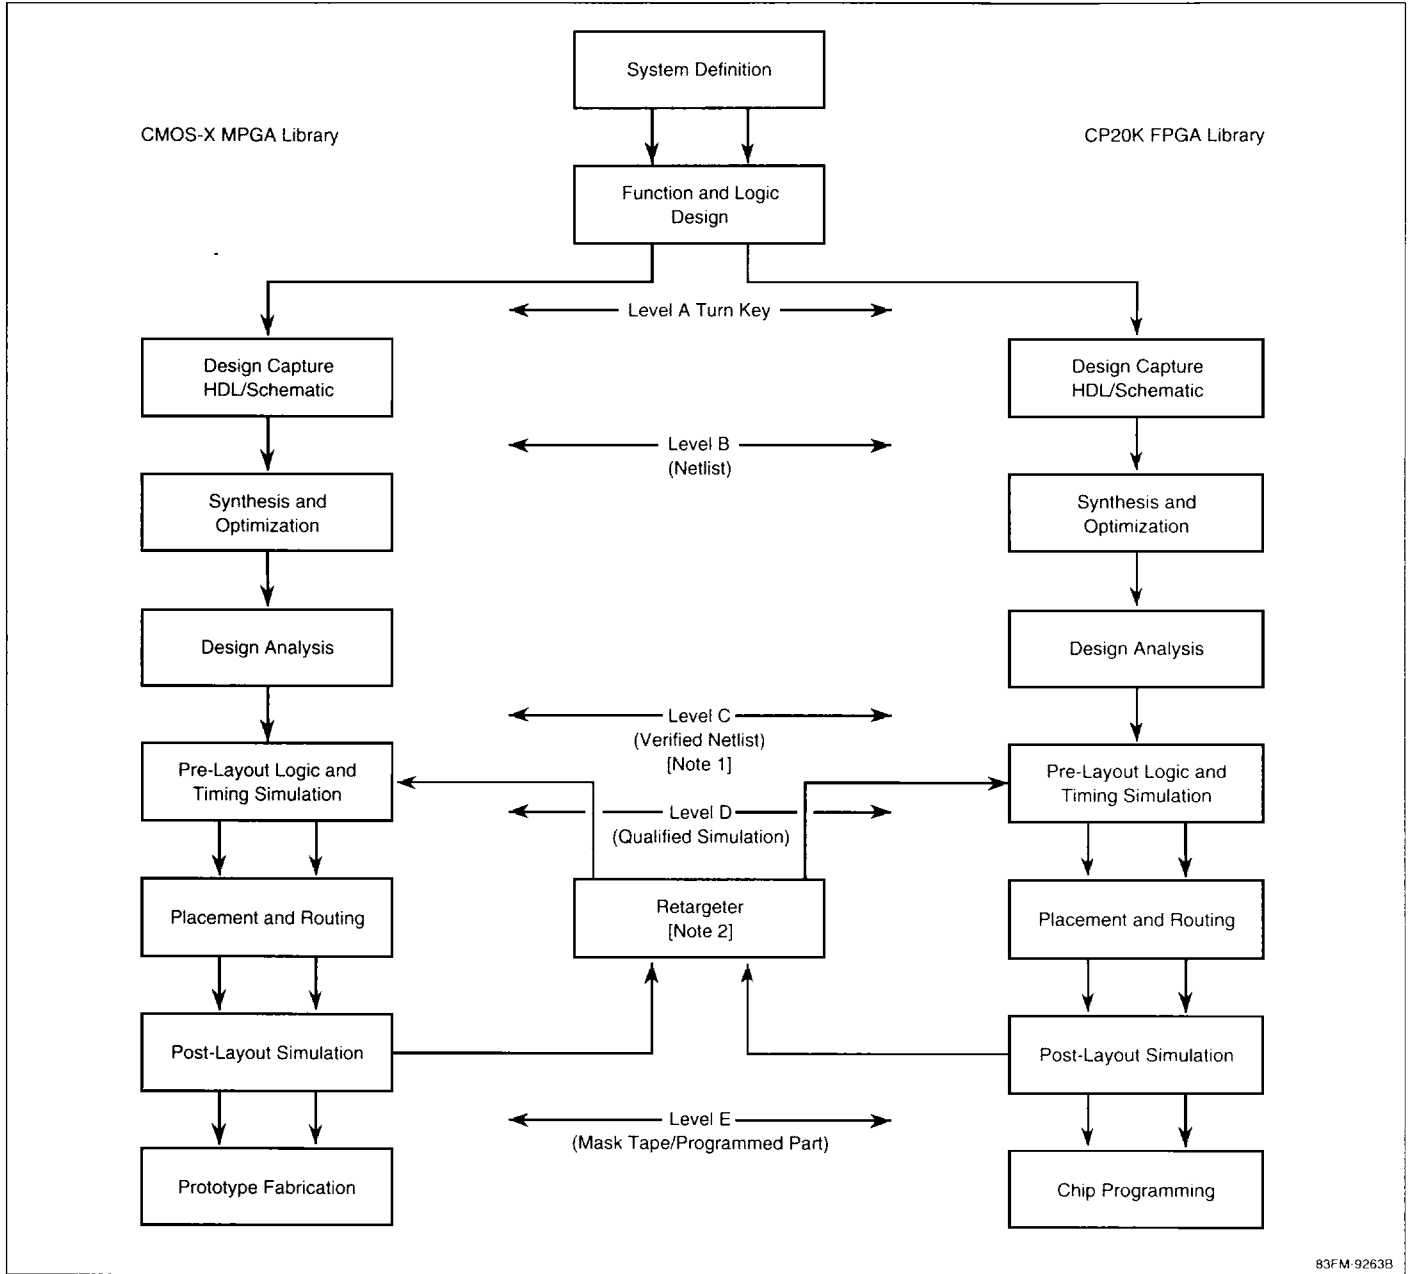 System Definition
CMOS-X MPGA Library
CP20K FPGA Library
Function and Logic
Design
Level A Turn Key
Design Capture
HDL/Schematic
Design Capture
HDL/Schematic
Level B
(Netlist)
Synthesis and
Optimization
Synthesis and
Optimization
Design Analysis
Design Analysis
Level C
(Verified Netlist)
[Note 1]
Pre-Layout Logic and
Timing Simulation
Pre-Layout Logic and
Timing Simulation
Level D
(Qualified Simulation)
Placement and Routing
Retargeter
[Note 2]
Placement and Routing
Post-Layout Simulation
Post-Layout Simulation
Level E
(Mask Tape/Programmed Part)
Prototype Fabrication
Chip Programming
83FM-9263B